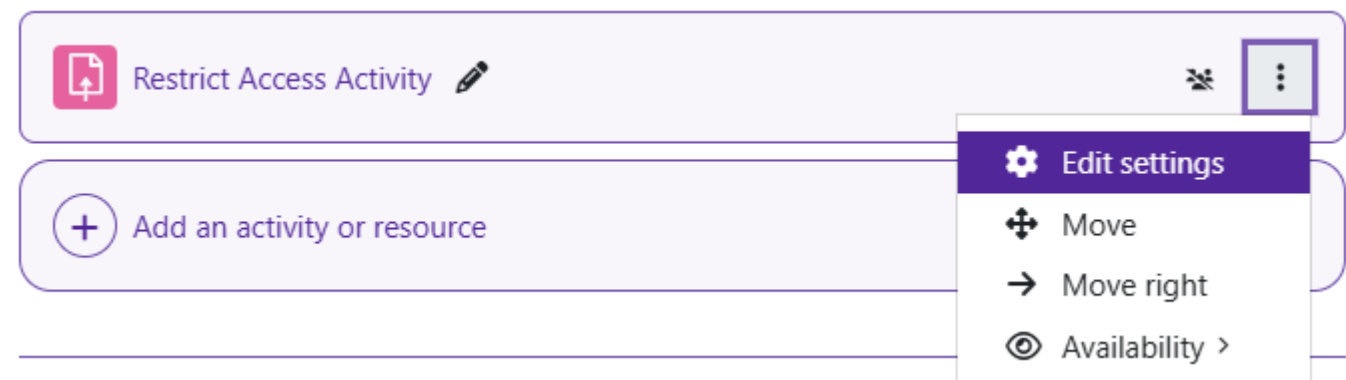 Restrict Access Activity
Edit settings
Add an activity or resource
Move
Move right
Availability >